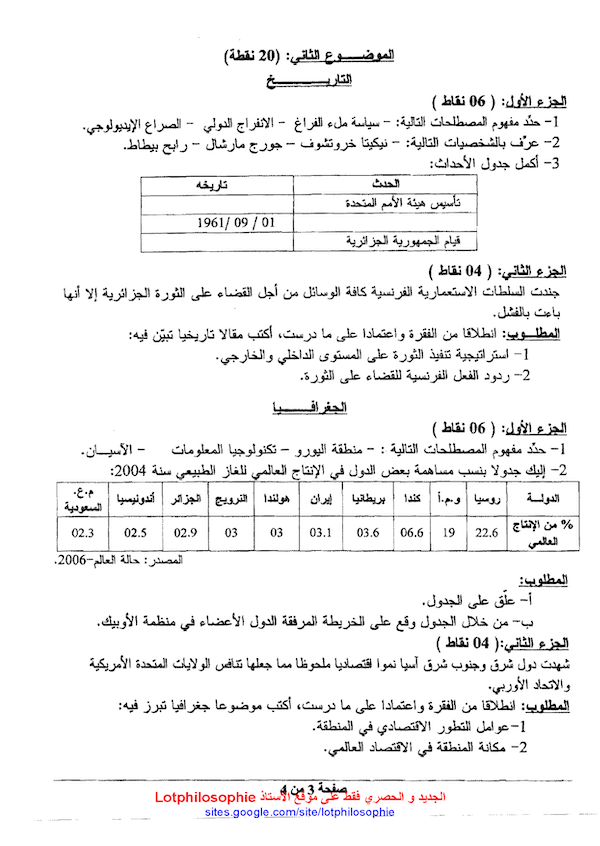 الموضـــوع الثاني: (20 نقطة)
التاريـــــــــخ
الجزء الأول: ( 06 نقاط )
1- حدّد مفهوم المصطلحات التالية: - سياسة ملء الفراغ - الانفراج الدولي - الصراع الإيديولوجي.
2- عرّف بالشخصيات التالية: - نيكيتا خروتشوف - جورج مارشال - رابح بيطاط.
3- أكمل جدول الأحداث:
الحدث تاريخه
تأسيس هيئة الأمم المتحدة
01 / 09 /1961
قيام الجمهورية الجزائرية
الجزء الثاني: ( 04 نقاط )
جندت السلطات الاستعمارية الفرنسية كافة الوسائل من أجل القضاء على الثورة الجزائرية إلا أنها
باءت بالفشل.
المطلــوب: انطلاقا من الفقرة واعتمادا على ما درست، أكتب مقالا تاريخيا تبيّن فيه:
1- استراتيجية تنفيذ الثورة على المستوى الداخلي والخارجي.
2- ردود الفعل الفرنسية للقضاء على الثورة.
الجغرافـــــيا
الجزء الأول: ( 06 نقاط )
1- حدّد مفهوم المصطلحات التالية : - منطقة اليورو - تكنولوجيا المعلومات - الآسيـــان.
2- إليك جدولا بنسب مساهمة بعض الدول في الإنتاج العالمي للغاز الطبيعي سنة 2004:
الدولــة روسيا و.م.أ كندا بريطانيا إيران هولندا النرويج الجزائر أندونيسيا م.ع. السعودية
% من الإنتاج العالمي 22.6 19 06.6 03.6 03.1 03 03 02.9 02.5 02.3
المصدر: حالة العالم-2006.
المطلوب:
أ- علّق على الجدول.
ب- من خلال الجدول وقع على الخريطة المرفقة الدول الأعضاء في منظمة الأوبيك.
الجزء الثاني:( 04 نقاط )
شهدت دول شرق وجنوب شرق آسيا نموا اقتصاديا ملحوظا مما جعلها تنافس الولايات المتحدة الأمريكية
والاتحاد الأوربي.
المطلوب: انطلاقا من الفقرة واعتمادا على ما درست، أكتب موضوعا جغرافيا تبرز فيه:
1-عوامل التطور الاقتصادي في المنطقة.
2- مكانة المنطقة في الاقتصاد العالمي.
صفحة 3 من 4
الجديد و الحصري فقط على موقع الأستاذ Lotphilosophie
sites.google.com/site/lotphilosophie